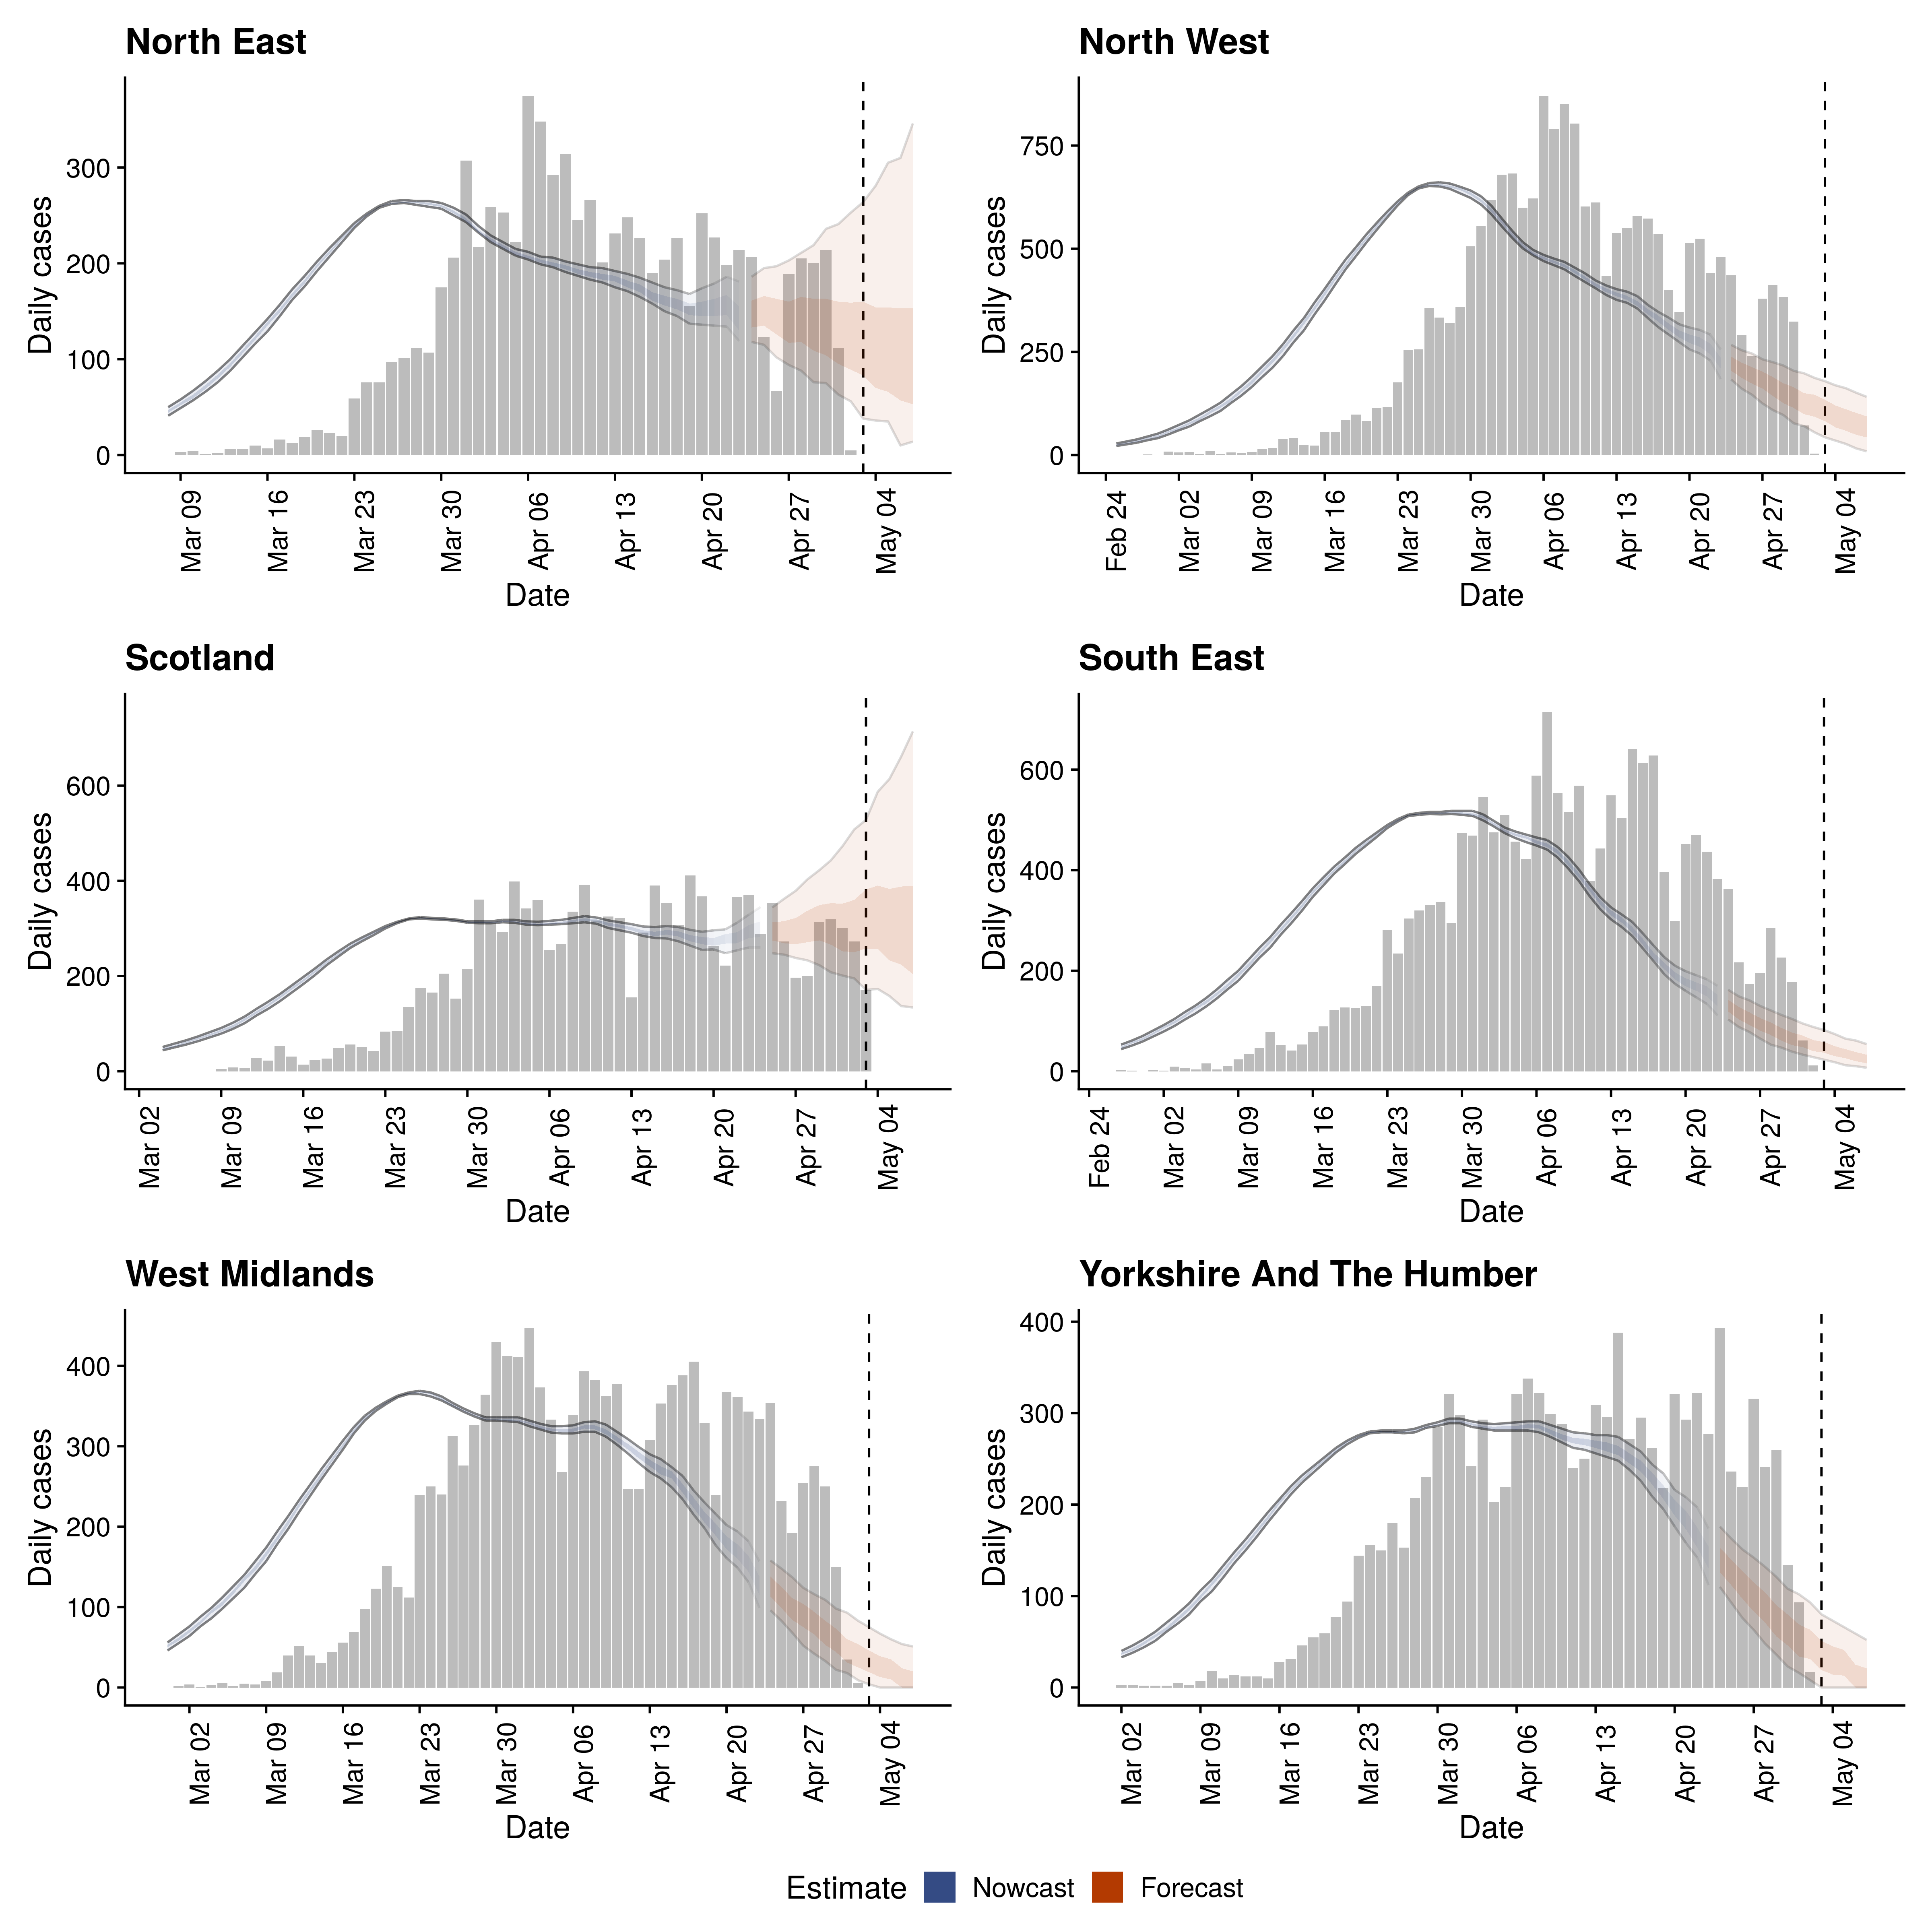 North East
Daily cases
300
200
100
0
Mar 09
Mar 16
Mar 23
Mar 30
Apr 06
Apr 13
Apr 20
Apr 27
May 04
Date
North West
Daily cases
750
500
250
0
Feb 24
Mar 02
Mar 09
Mar 16
Mar 23
Mar 30
Apr 06
Apr 13
Apr 20
Apr 27
May 04
Date
Scotland
Daily cases
600
400
200
0
Mar 02
Mar 09
Mar 16
Mar 23
Mar 30
Apr 06
Apr 13
Apr 20
Apr 27
May 04
Date
South East
Daily cases
600
400
200
0
Feb 24
Mar 02
Mar 09
Mar 16
Mar 23
Mar 30
Apr 06
Apr 13
Apr 20
Apr 27
May 04
Date
West Midlands
Daily cases
400
300
200
100
0
Mar 02
Mar 09
Mar 16
Mar 23
Mar 30
Apr 06
Apr 13
Apr 20
Apr 27
May 04
Date
Yorkshire And The Humber
Daily cases
400
300
200
100
0
Mar 02
Mar 09
Mar 16
Mar 23
Mar 30
Apr 06
Apr 13
Apr 20
Apr 27
May 04
Date
Estimate Nowcast Forecast